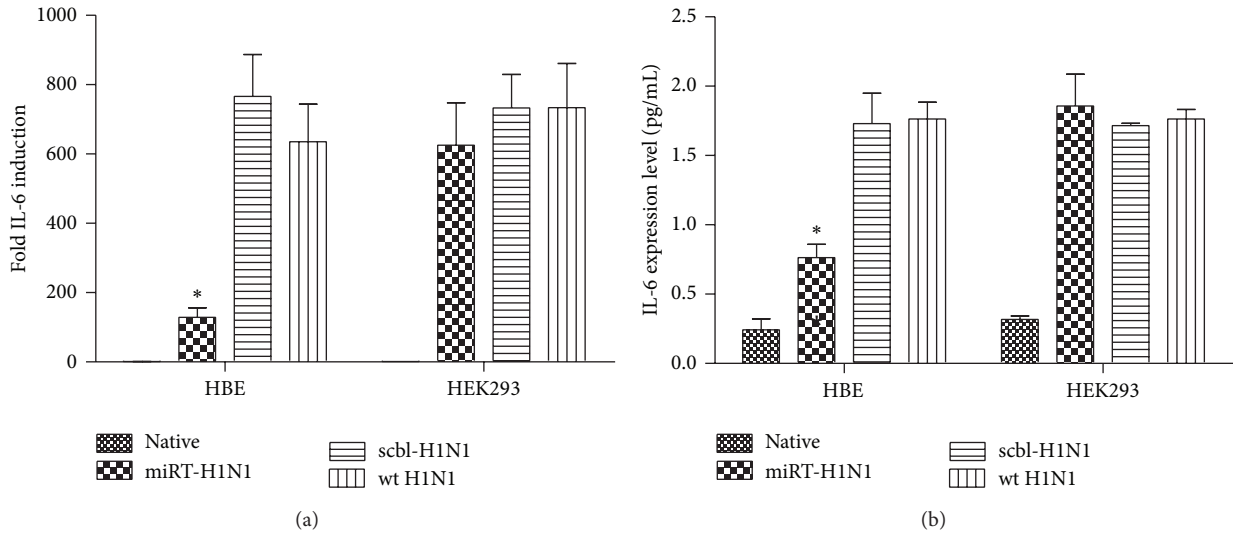 1000
800
600
400
200
0
Fold IL-6 induction
*
HBE
HEK293
Native
miRT-H1N1
scbl-H1N1
wt H1N1
(a)
2.5
2.0
1.5
1.0
0.5
0.0
IL-6 expression level (pg/mL)
*
HBE
HEK293
Native
miRT-H1N1
scbl-H1N1
wt H1N1
(b)